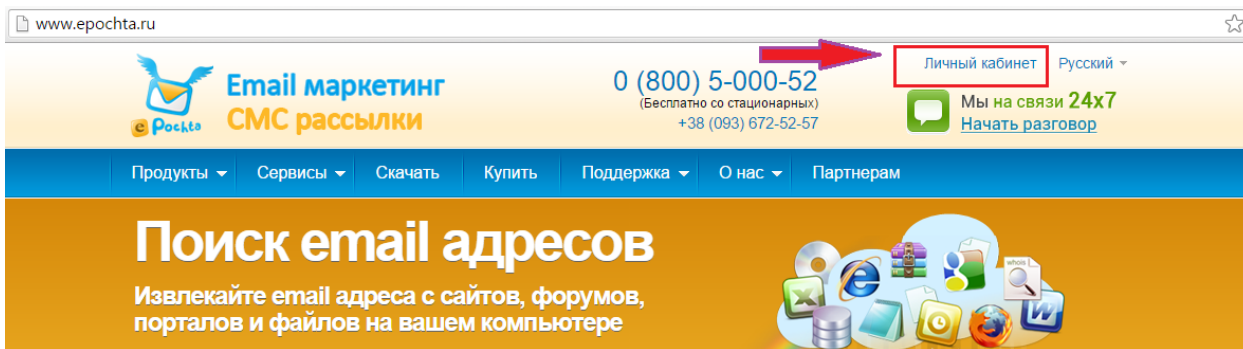 www.epochta.ru
Email маркетинг
СМС рассылки
e Pochta
0 (800) 5-000-52
(Бесплатно со стационарных)
+38 (093) 672-52-57
Личный кабинет
Русский
Мы на связи 24x7
Начать разговор
Продукты
Сервисы
Скачать
Купить
Поддержка
О нас
Партнерам
Поиск email адресов
Извлекайте email адреса с сайтов, форумов,
порталов и файлов на вашем компьютере
whois